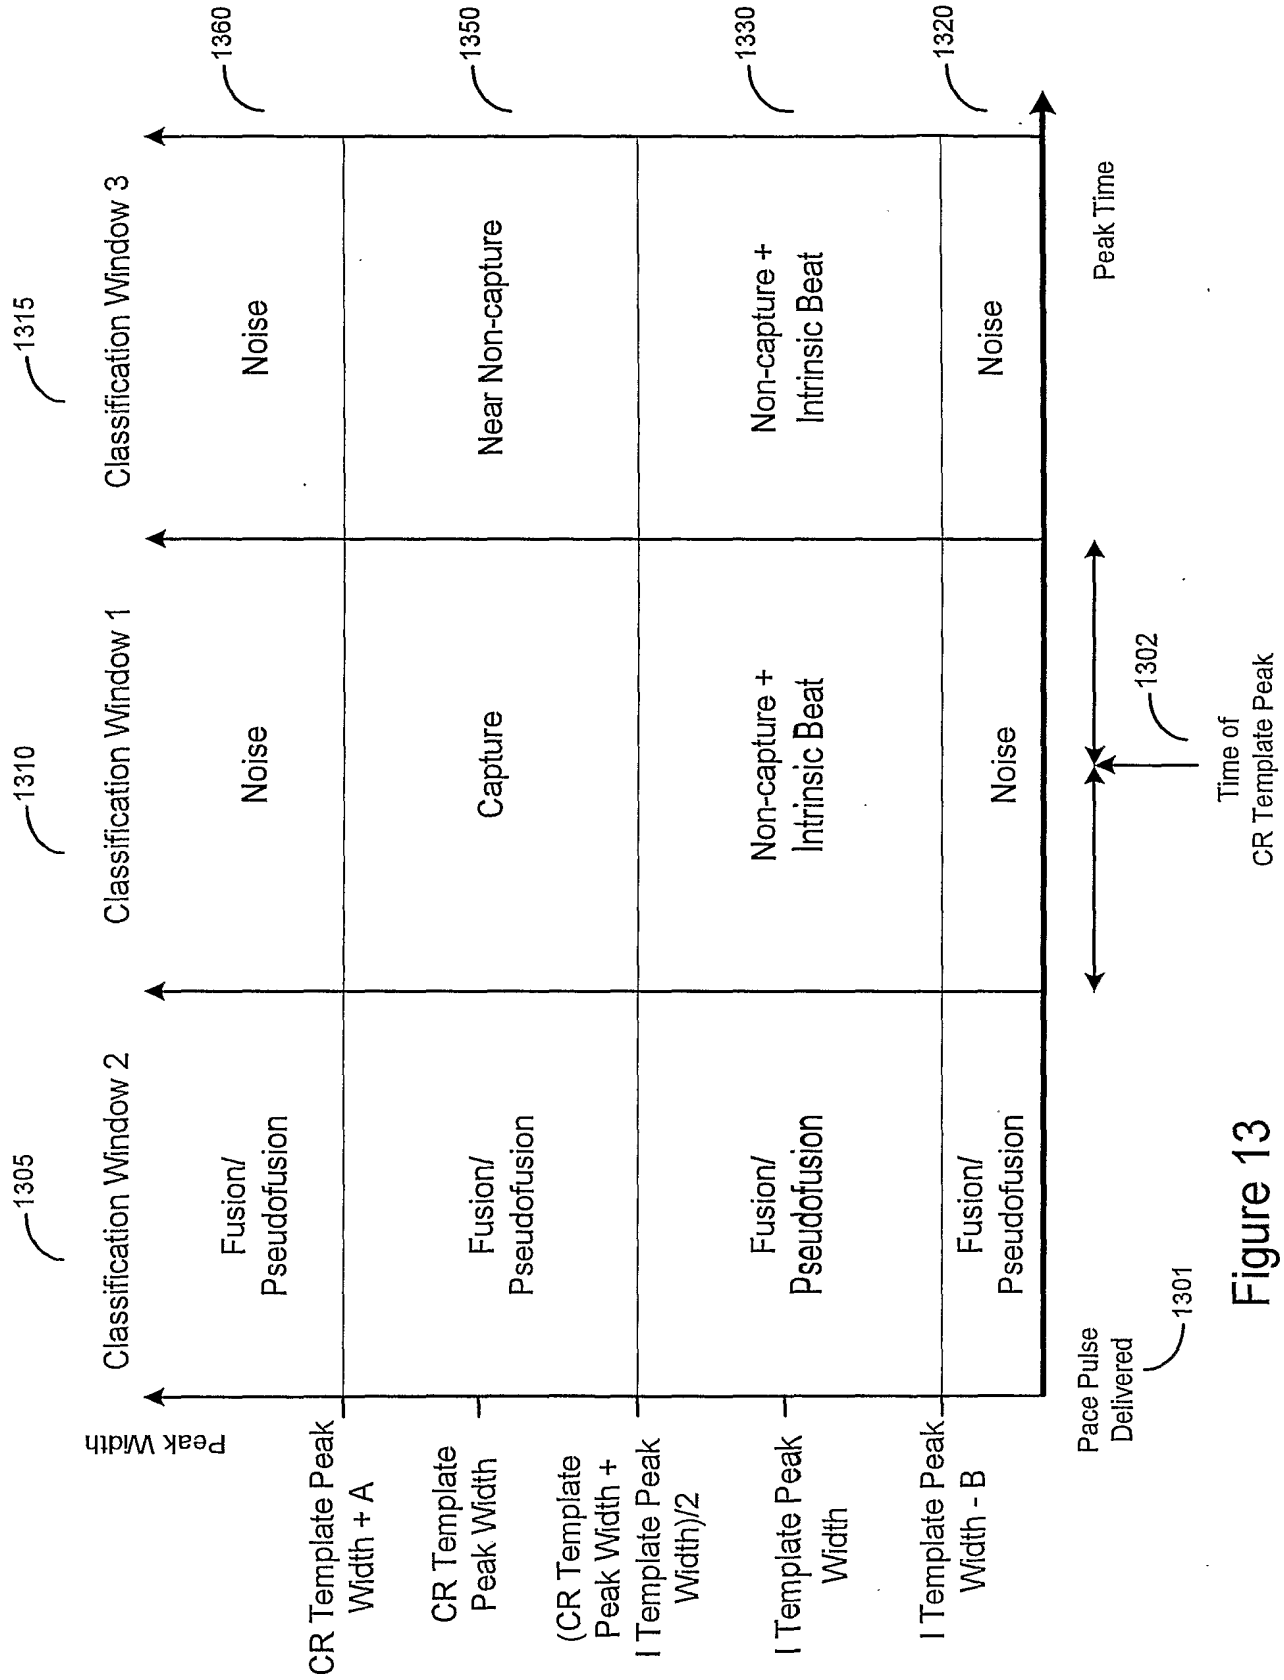 1305
1310
1315
Classification Window 2
Classification Window 1
Classification Window 3
Peak Width
1360
1350
1330
1320
CR Template Peak
Width + A
Fusion/
Pseudofusion
Noise
Noise
CR Template
Peak Width
Fusion/
Pseudofusion
Capture
Near Non-capture
(CR Template
Peak Width +
I Template Peak
Width)/2
I Template Peak
Width
Fusion/
Pseudofusion
Non-capture +
Intrinsic Beat
Non-capture +
Intrinsic Beat
I Template Peak
Width - B
Fusion/
Pseudofusion
Noise
Noise
Pace Pulse
Delivered
1301
Peak Time
1302
Time of
CR Template Peak
Figure 13